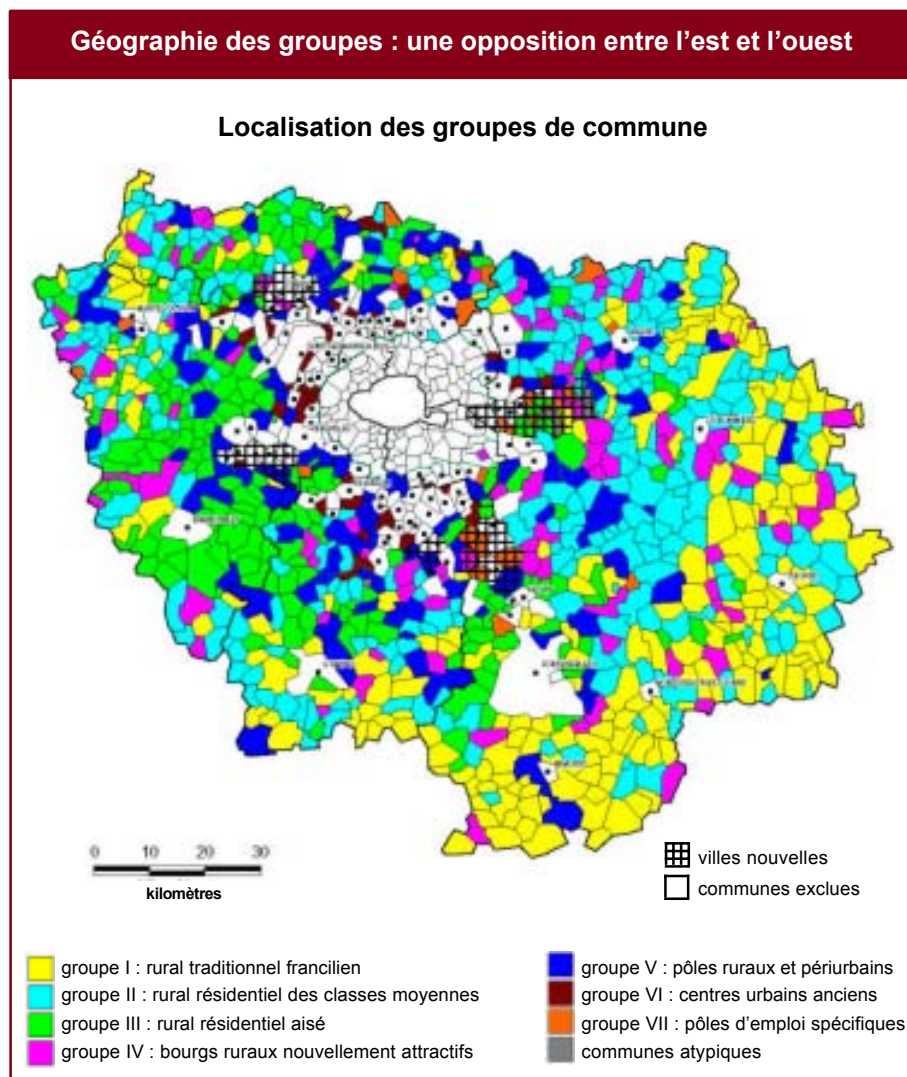 Géographie des groupes : une opposition entre l'est et l'ouest
Localisation des groupes de commune
0 10 20 30
kilomètres
villes nouvelles
communes exclues
groupe I : rural traditionnel francilien
groupe II : rural résidentiel des classes moyennes
groupe III : rural résidentiel aisé
groupe IV : bourgs ruraux nouvellement attractifs
groupe V : pôles ruraux et périurbains
groupe VI : centres urbains anciens
groupe VII : pôles d'emploi spécifiques
communes atypiques